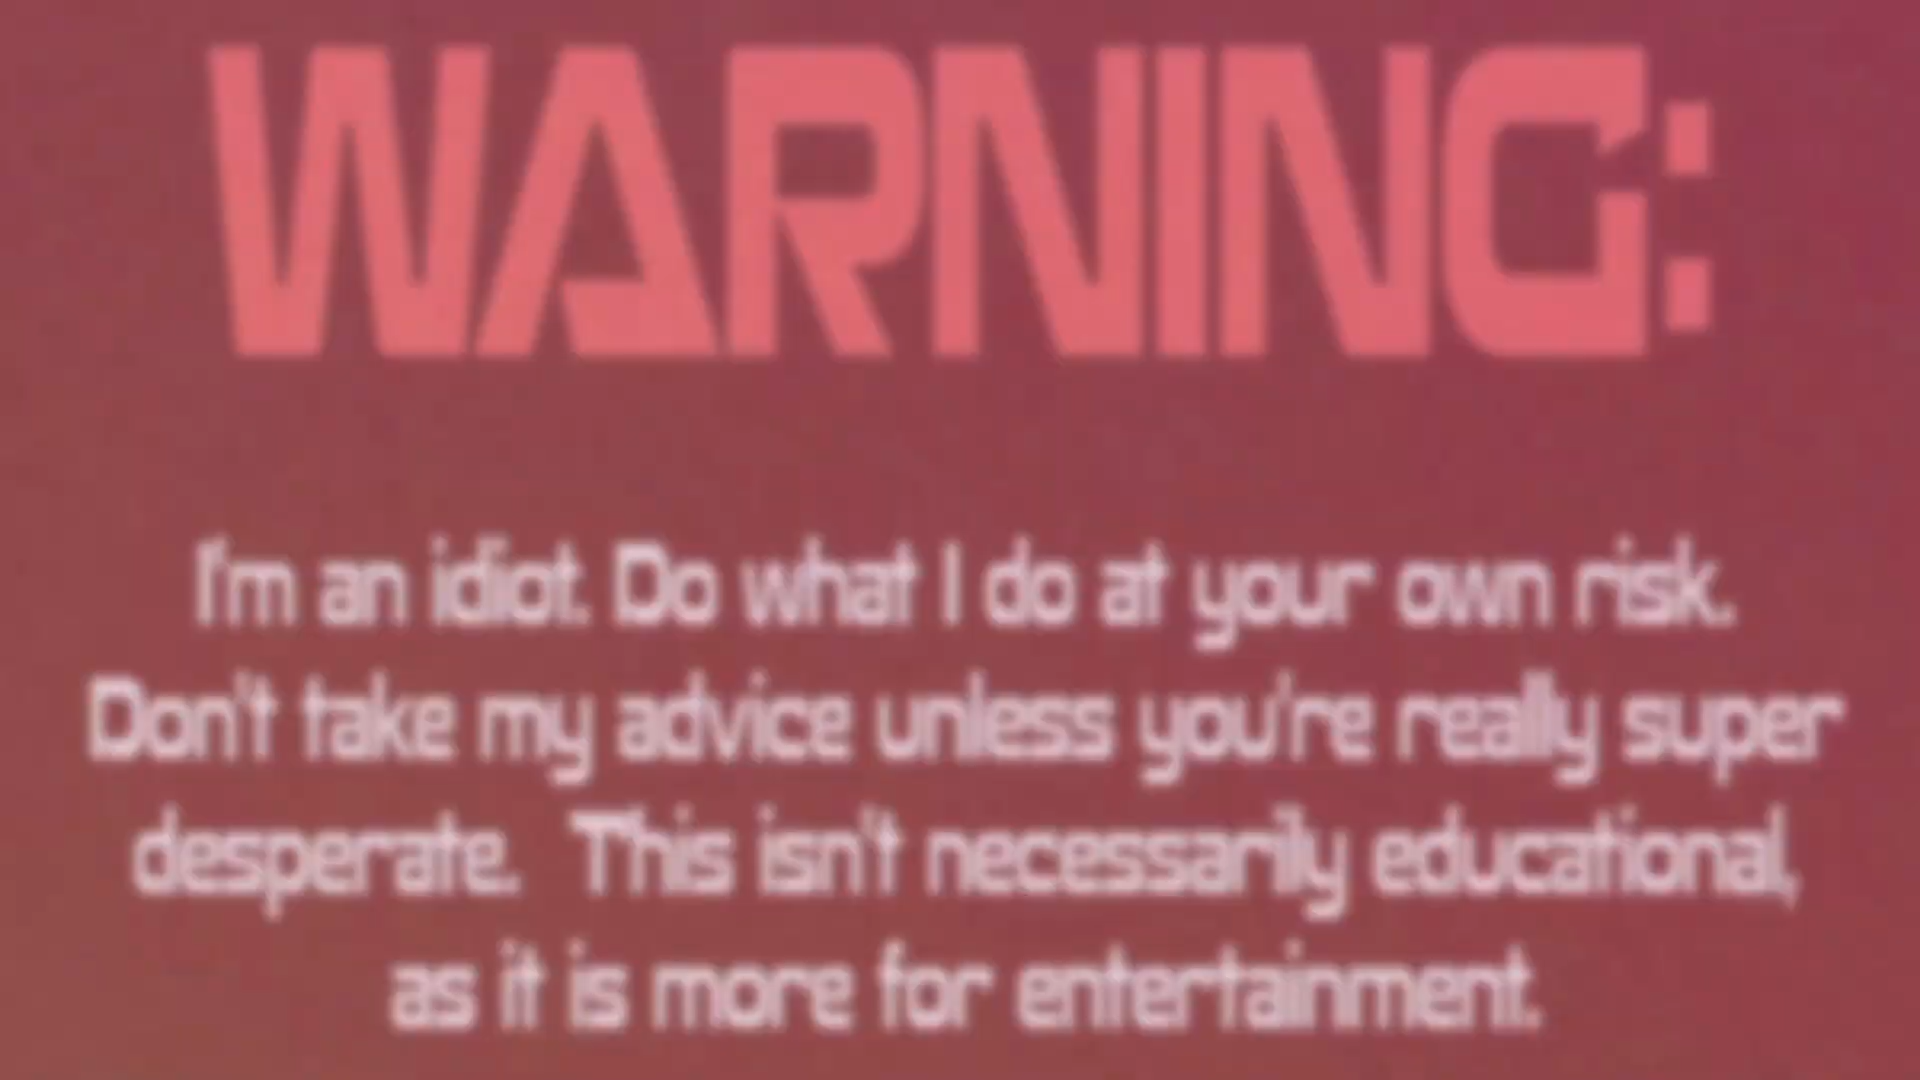 WARNING:
I'm an idiot. Do what I do at your own risk.
Don't take my advice unless you're really super
desperate. This isn't necessarily educational,
as it is more for entertainment.